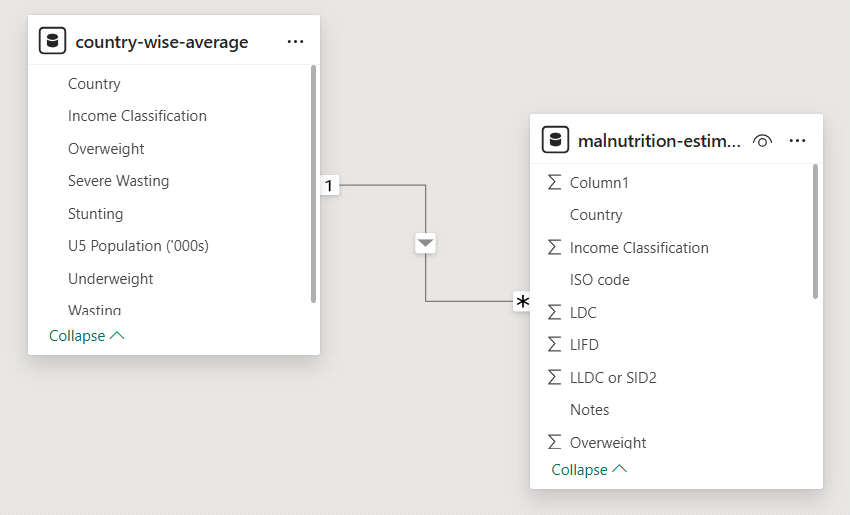 country-wise-average
Country
Income Classification
Overweight
Severe Wasting
Stunting
U5 Population ('000s)
Underweight
Wasting
Collapse
1
*
malnutrition-estim...
Σ Column1
Country
Σ Income Classification
ISO code
Σ LDC
Σ LIFD
Σ LLDC or SID2
Notes
Σ Overweight
Collapse